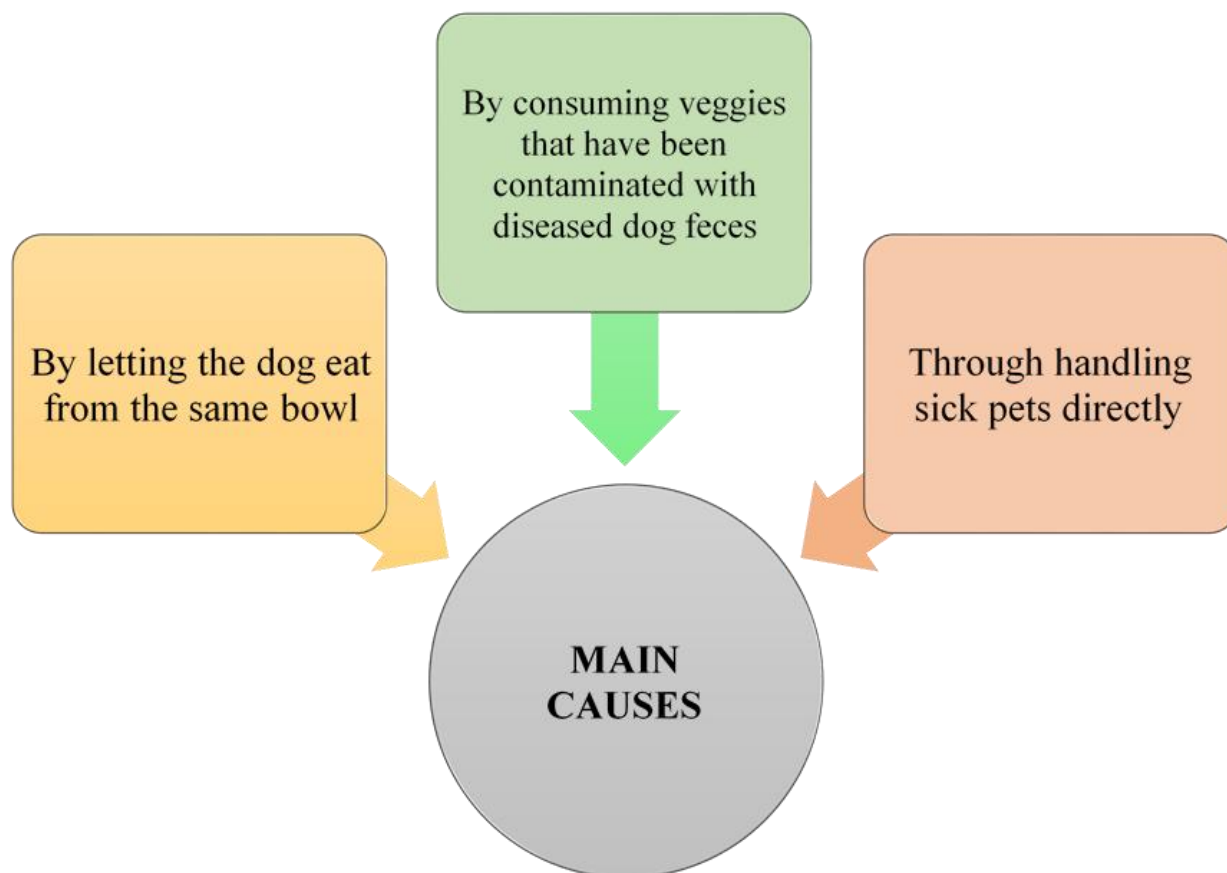 By consuming veggies
that have been
contaminated with
diseased dog feces
By letting the dog eat
from the same bowl
Through handling
sick pets directly
MAIN
CAUSES